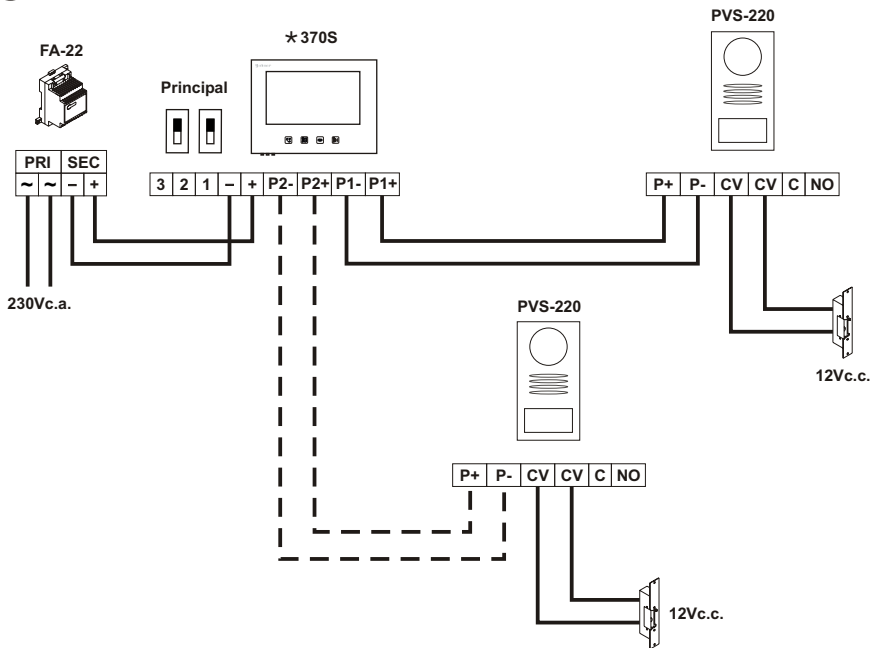 PVS-220
*370S
FA-22
Principal
PRI SEC
~ ~ – +
3 2 1 – + P2- P2+ P1- P1+
P+ P- CV CV C NO
230Vc.a.
PVS-220
12Vc.c.
P+ P- CV CV C NO
12Vc.c.